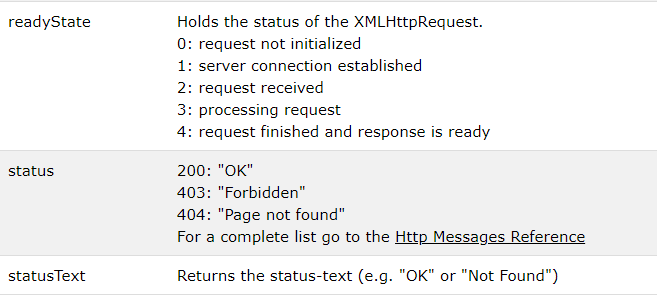 readyState Holds the status of the XMLHttpRequest.
0: request not initialized
1: server connection established
2: request received
3: processing request
4: request finished and response is ready
status 200: "OK"
403: "Forbidden"
404: "Page not found"
For a complete list go to the Http Messages Reference
statusText Returns the status-text (e.g. "OK" or "Not Found")